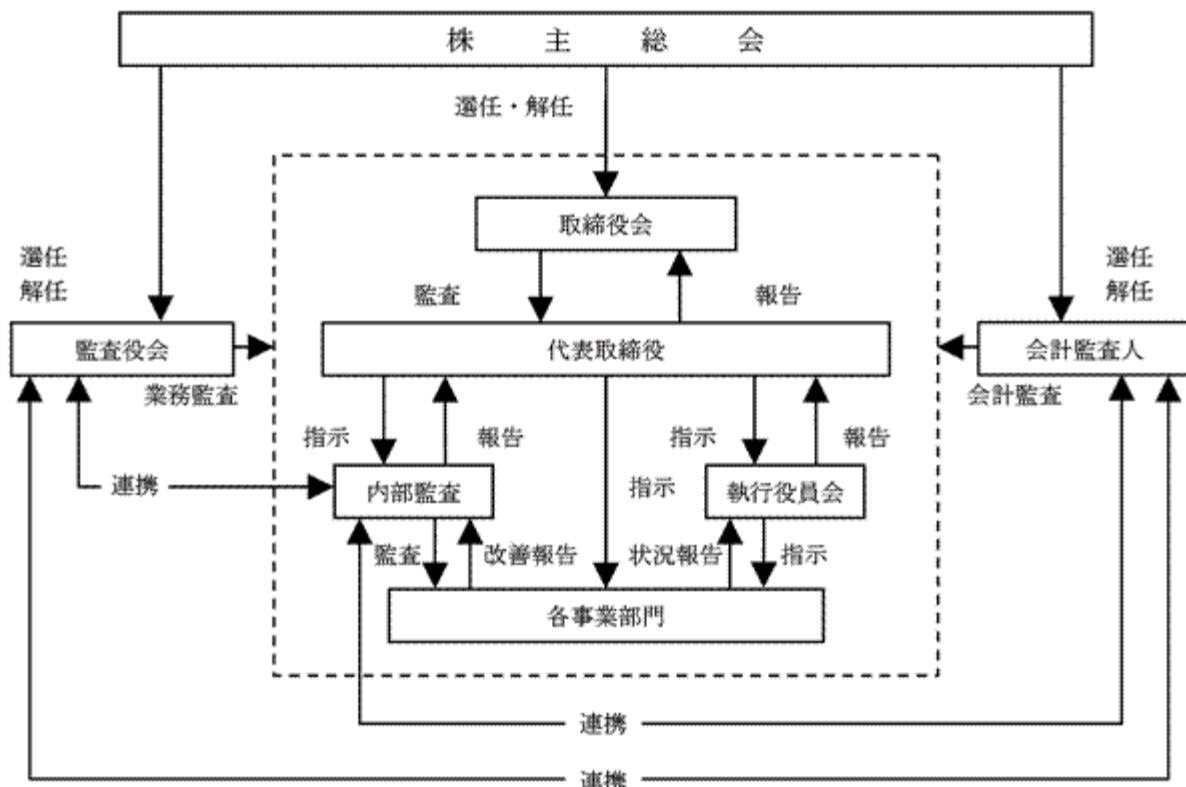 株主総会
選任・解任
取締役会
選任
解任
選任
解任
監査
報告
監査役会
代表取締役
会計監査人
業務監査
会計監査
指示
報告
指示
報告
連携
内部監査
指示
執行役員会
監査
改善報告
状況報告
指示
各事業部門
連携
連携